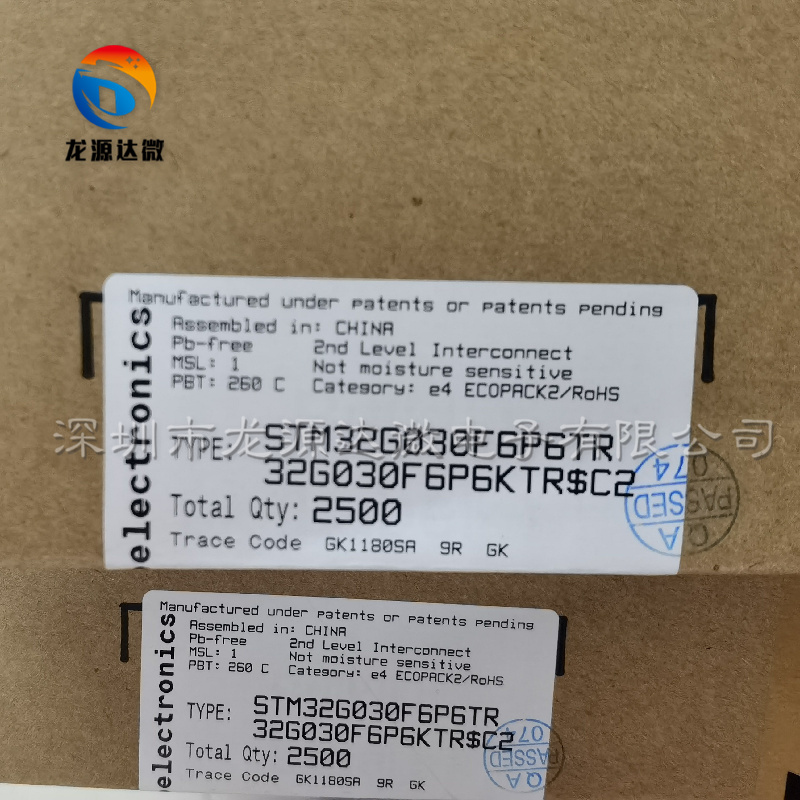 龙源达微
Manufactured under patents or patents pending
Assembled in: CHINA
Pb-free 2nd Level Interconnect
MSL: 1 Not moisture sensitive
PBT: 260 C Category: e4 ECOPACK2/RoHS
electronics
深圳市龙源达微电子有限公司
TYPE: STM32G030F6P6TR
32G030F6P6KTR$C2
Total Qty: 2500
Trace Code GK1180SA 9R GK
QA
PASSED
074
Manufactured under patents or patents pending
Assembled in: CHINA
Pb-free 2nd Level Interconnect
MSL: 1 Not moisture sensitive
PBT: 260 C Category: e4 ECOPACK2/RoHS
electronics
TYPE: STM32G030F6P6TR
32G030F6P6KTR$C2
Total Qty: 2500
Trace Code GK1180SA 9R GK
QA
PASSED
074